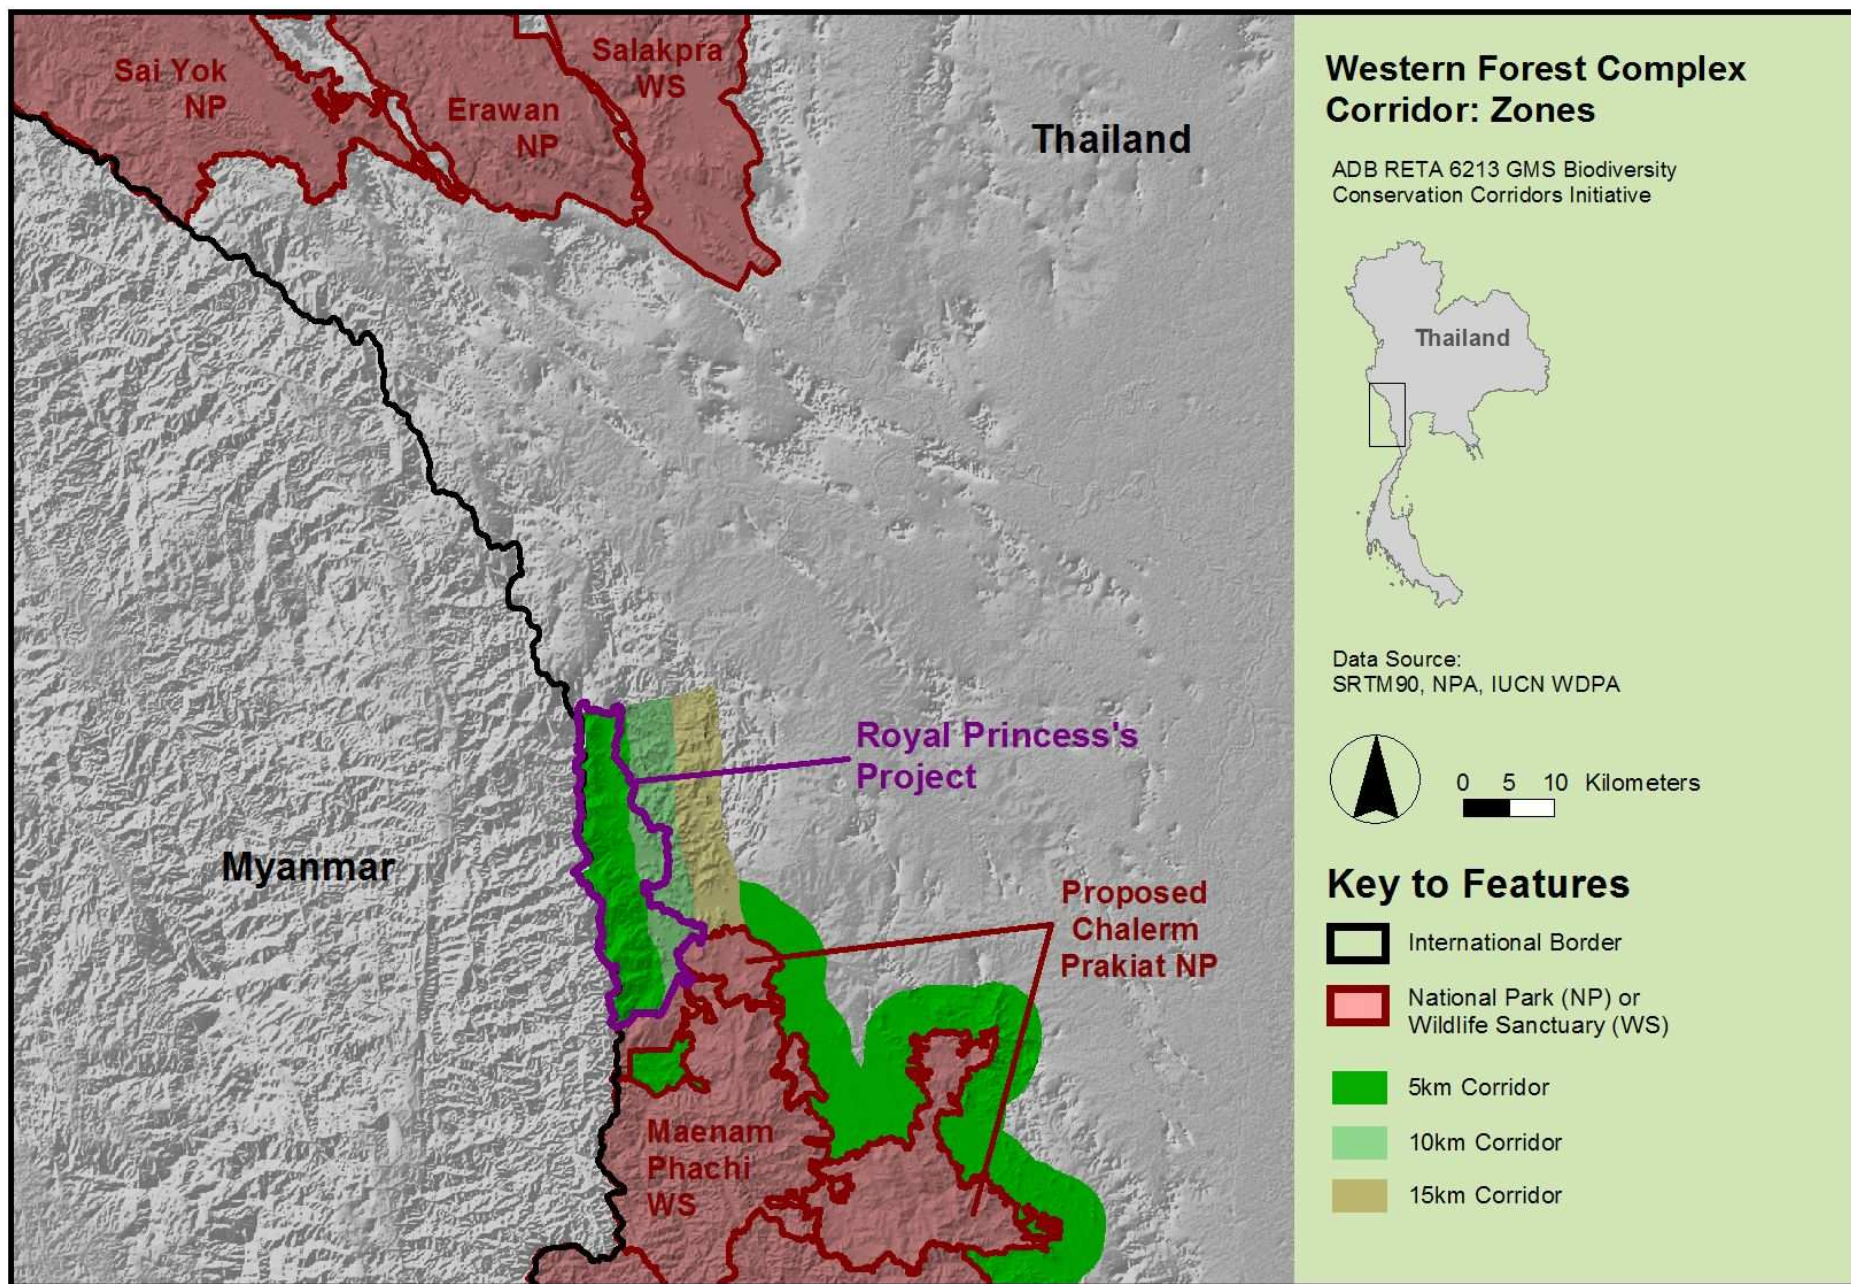 Sai Yok
NP
Erawan
NP
Salakpra
WS
Thailand
Myanmar
Royal Princess's
Project
Proposed
Chalerm
Prakiat NP
Maenam
Phachi
WS
Western Forest Complex
Corridor: Zones
ADB RETA 6213 GMS Biodiversity
Conservation Corridors Initiative
Thailand
Data Source:
SRTM90, NPA, IUCN WDPA
0 5 10 Kilometers
Key to Features
International Border
National Park (NP) or
Wildlife Sanctuary (WS)
5km Corridor
10km Corridor
15km Corridor